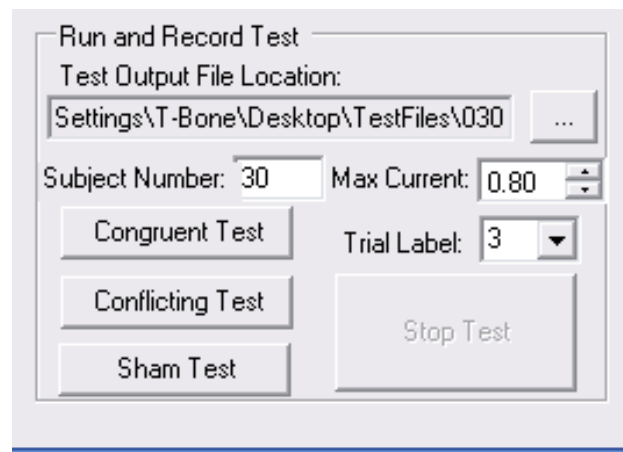 Run and Record Test
Test Output File Location:
Settings\T-Bone\Desktop\TestFiles\030 ...
Subject Number: 30 Max Current: 0.80
Congruent Test Trial Label: 3
Conflicting Test
Stop Test
Sham Test